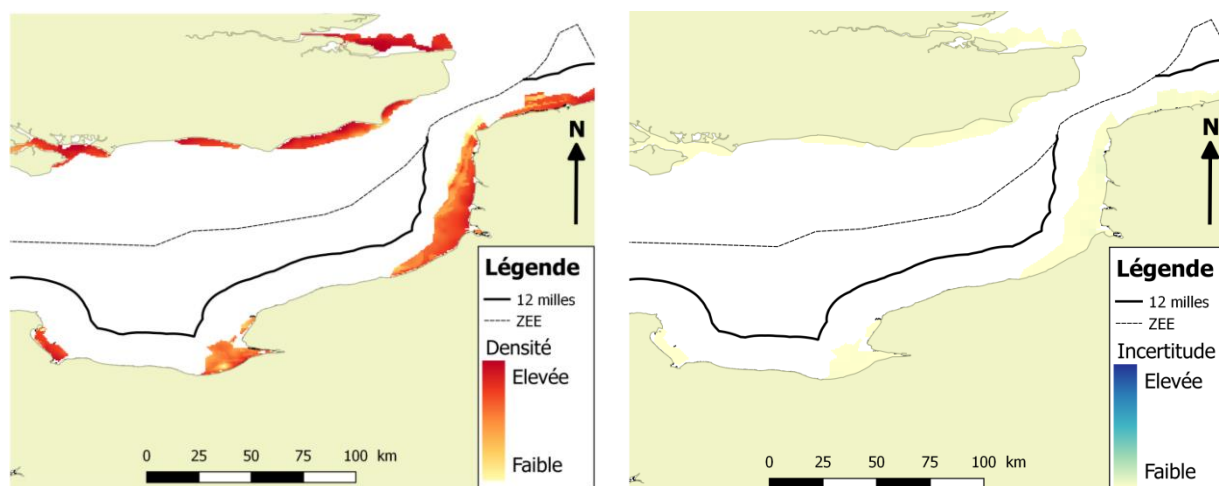 N
Légende
12 milles
ZEE
Densité
Elevée
Faible
0 25 50 75 100 km
N
Légende
12 milles
ZEE
Incertitude
Elevée
Faible
0 25 50 75 100 km